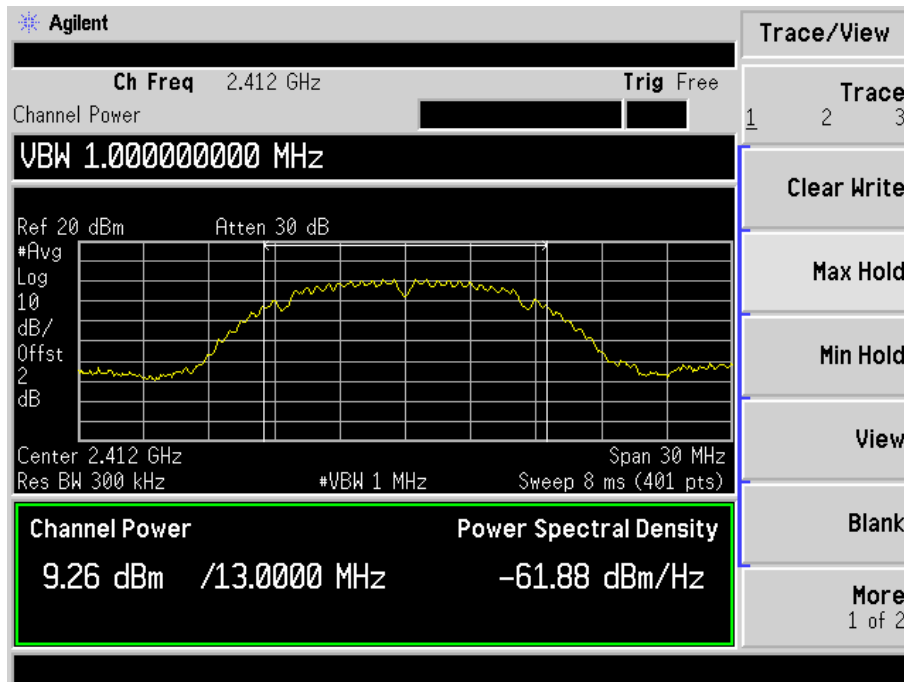 Agilent
Trace/View
Ch Freq 2.412 GHz Trig Free
Channel Power
Trace
1 2 3
VBW 1.000000000 MHz
Clear Write
Ref 20 dBm Atten 30 dB
#Avg
Log
10
dB/
Offst
2
dB
Max Hold
Min Hold
View
Center 2.412 GHz Span 30 MHz
Res BW 300 kHz #VBW 1 MHz Sweep 8 ms (401 pts)
Channel Power Power Spectral Density
9.26 dBm /13.0000 MHz -61.88 dBm/Hz
Blank
More
1 of 2